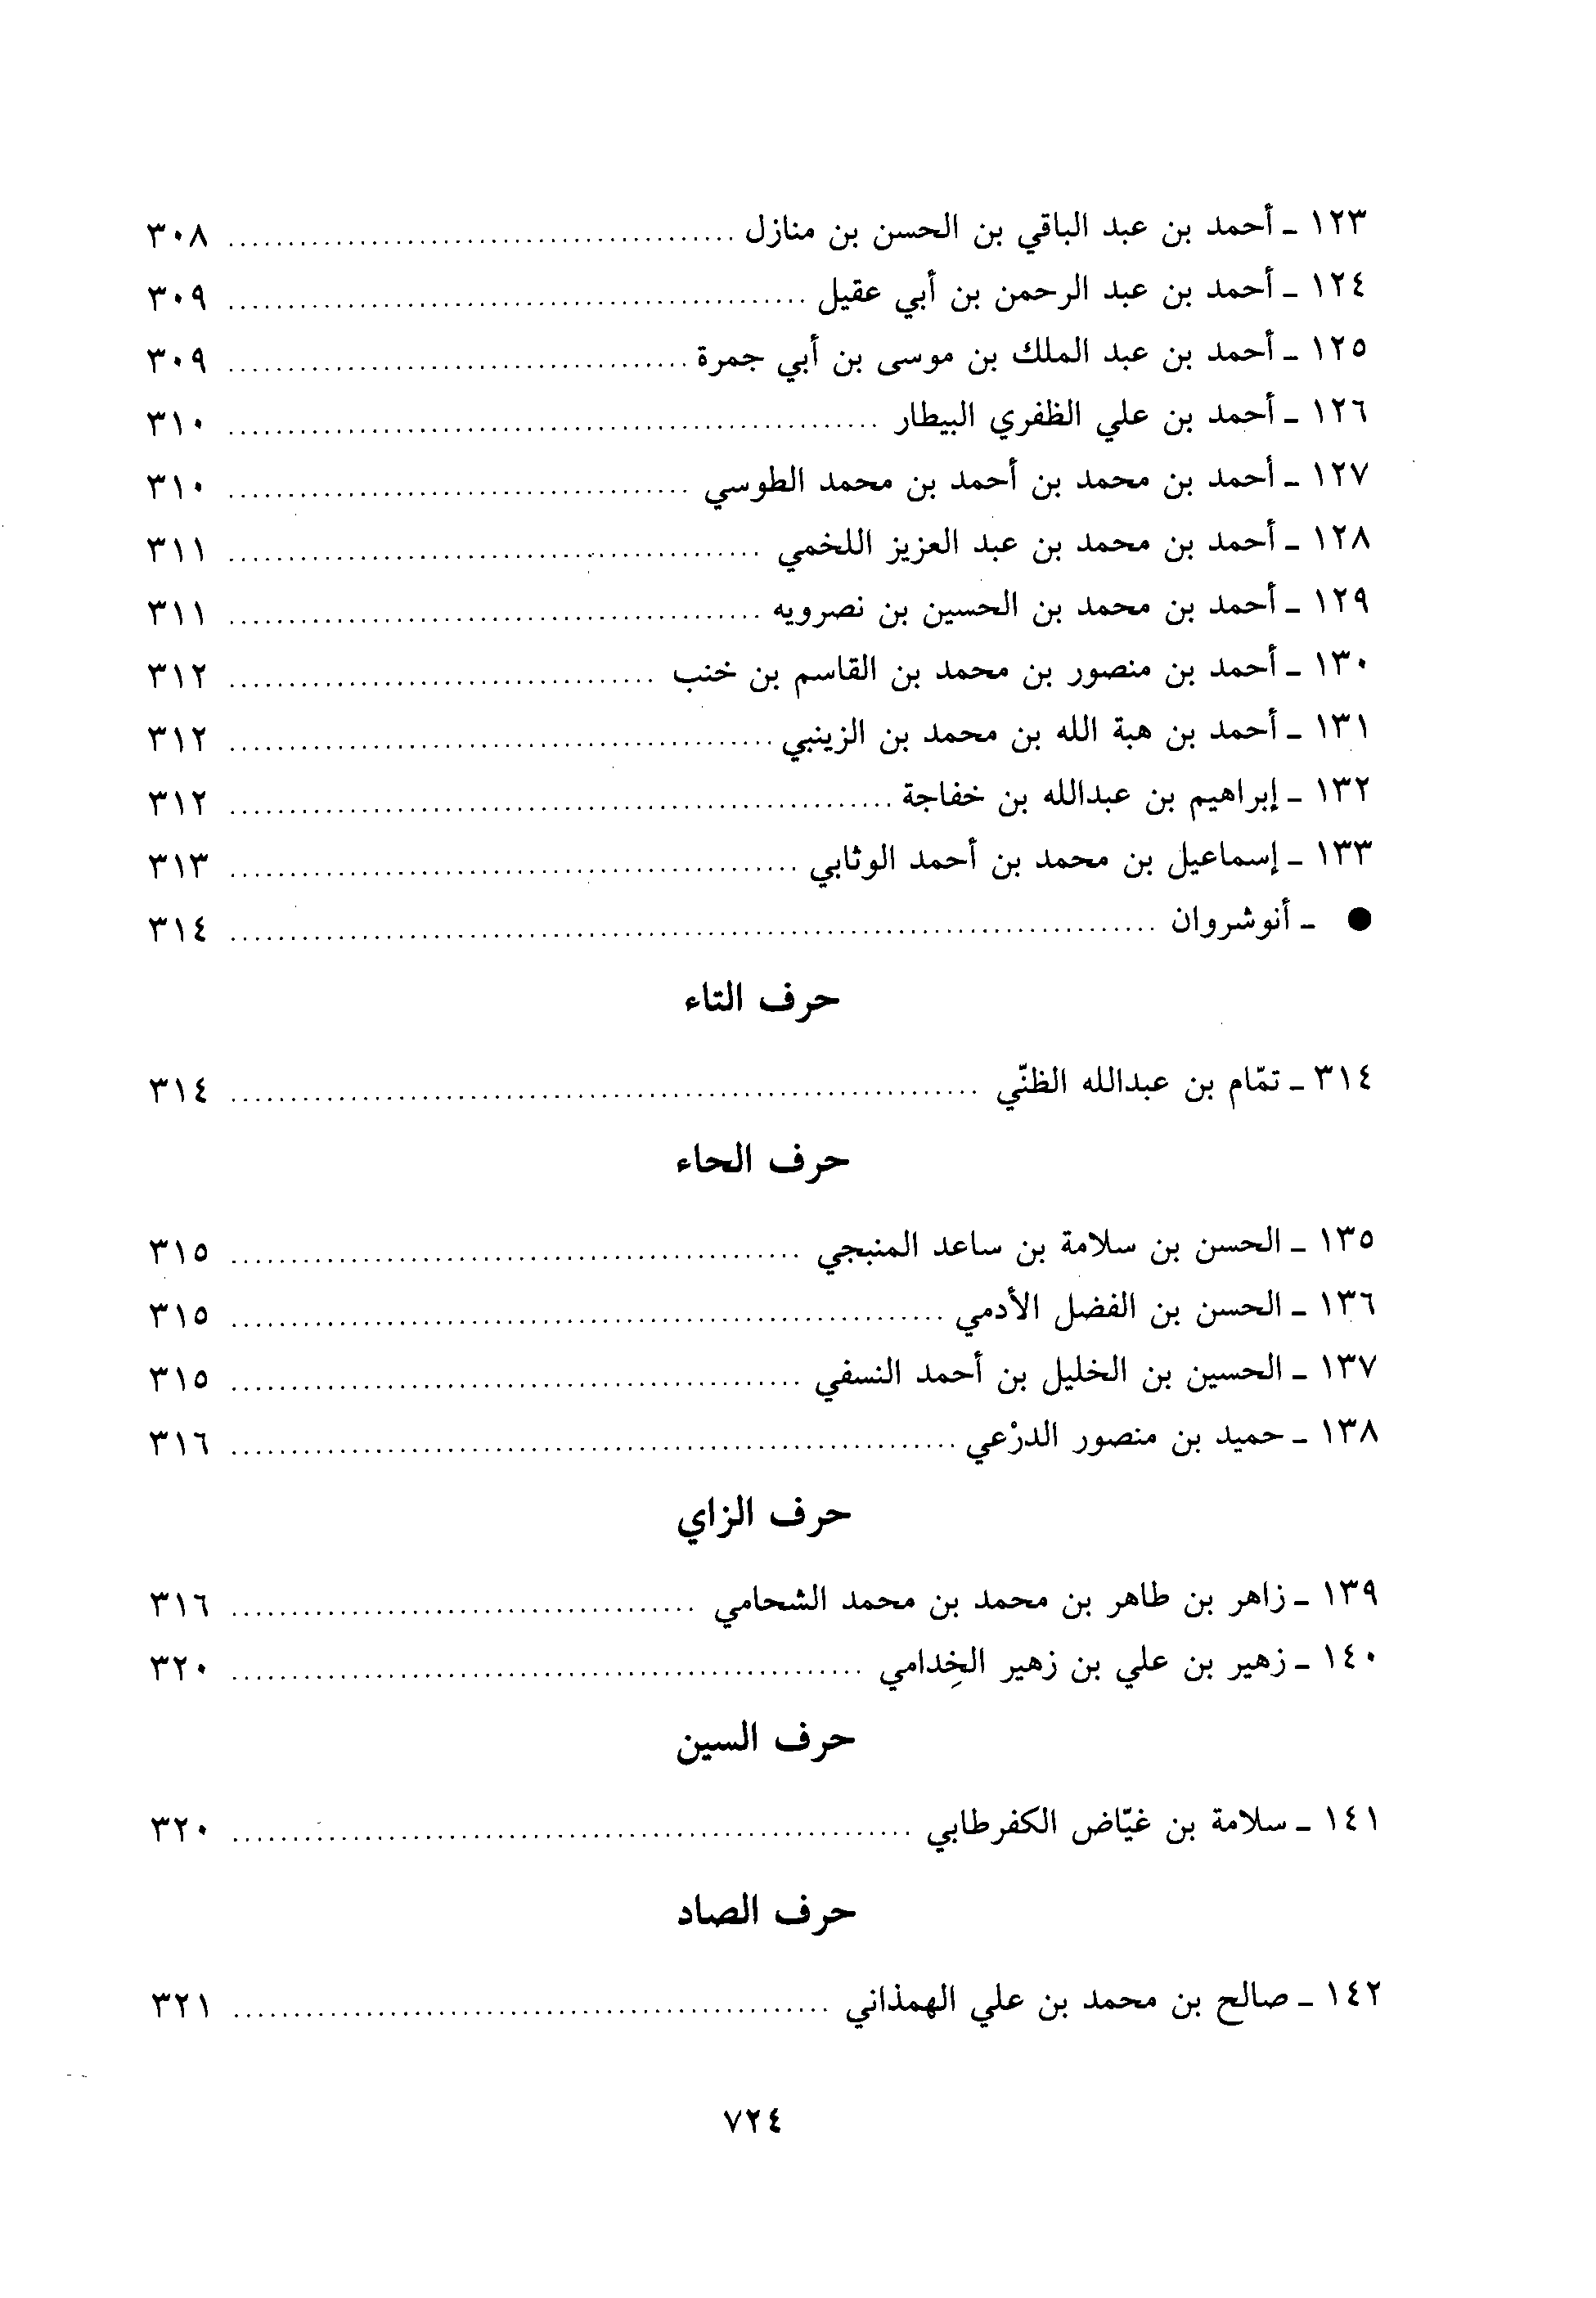 ١٢٣ ـ أحمد بن عبد الباقي بن الحسن بن منازل ........ ٣٠٨
١٢٤ ـ أحمد بن عبد الرحمن بن أبي عقيل ........ ٣٠٩
١٢٥ ـ أحمد بن عبد الملك بن موسى بن أبي جمرة ........ ٣٠٩
١٢٦ ـ أحمد بن علي الظفري البيطار ........ ٣١٠
١٢٧ ـ أحمد بن محمد بن أحمد بن محمد الطوسي ........ ٣١٠
١٢٨ ـ أحمد بن محمد بن عبد العزيز اللخمي ........ ٣١١
١٢٩ ـ أحمد بن محمد بن الحسين بن نصرويه ........ ٣١١
١٣٠ ـ أحمد بن منصور بن محمد بن القاسم بن خنب ........ ٣١٢
١٣١ ـ أحمد بن هبة الله بن محمد بن الزينبي ........ ٣١٢
١٣٢ ـ إبراهيم بن عبدالله بن خفاجة ........ ٣١٢
١٣٣ ـ إسماعيل بن محمد بن أحمد الوثابي ........ ٣١٣
● ـ أنوشروان ........ ٣١٤
حرف التاء
٣١٤ ـ تمّام بن عبدالله الظنّي ........ ٣١٤
حرف الحاء
١٣٥ ـ الحسن بن سلامة بن ساعد المنبجي ........ ٣١٥
١٣٦ ـ الحسن بن الفضل الأدمي ........ ٣١٥
١٣٧ ـ الحسين بن الخليل بن أحمد النسفي ........ ٣١٥
١٣٨ ـ حميد بن منصور الدرْعي ........ ٣١٦
حرف الزاي
١٣٩ ـ زاهر بن طاهر بن محمد بن محمد الشحامي ........ ٣١٦
١٤٠ ـ زهير بن علي بن زهير الخِدامي ........ ٣٢٠
حرف السين
١٤١ ـ سلامة بن غيّاض الكفرطابي ........ ٣٢٠
حرف الصاد
١٤٢ ـ صالح بن محمد بن علي الهمذاني ........ ٣٢١
٧٢٤